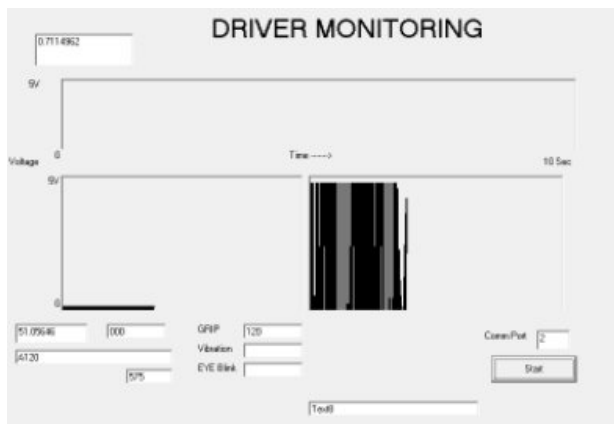 DRIVER MONITORING
0.7114962
5V
0
Time ---->
10 Sec
Voltage
5V
0
51.05646
000
GRIP
120
Vibration
Comm Port
2
A120
EYE Blink
Start
575
Text8